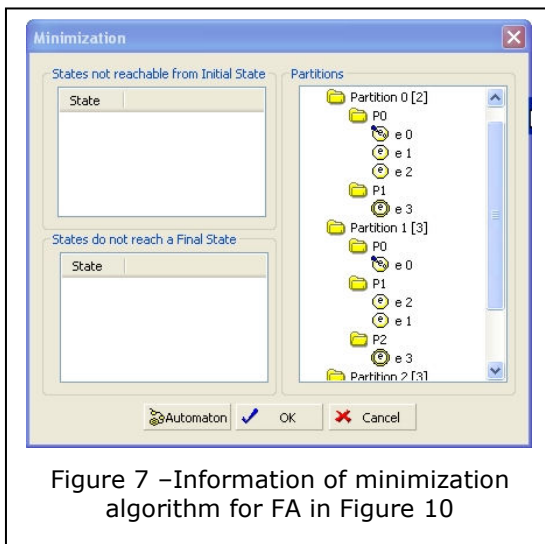 Minimization
States not reachable from Initial State
State
States do not reach a Final State
State
Partitions
Partition 0 [2]
P0
e 0
e 1
e 2
P1
e 3
Partition 1 [3]
P0
e 0
P1
e 2
e 1
P2
e 3
Partition 2 [3]
Automaton OK Cancel
Figure 7 –Information of minimization
algorithm for FA in Figure 10